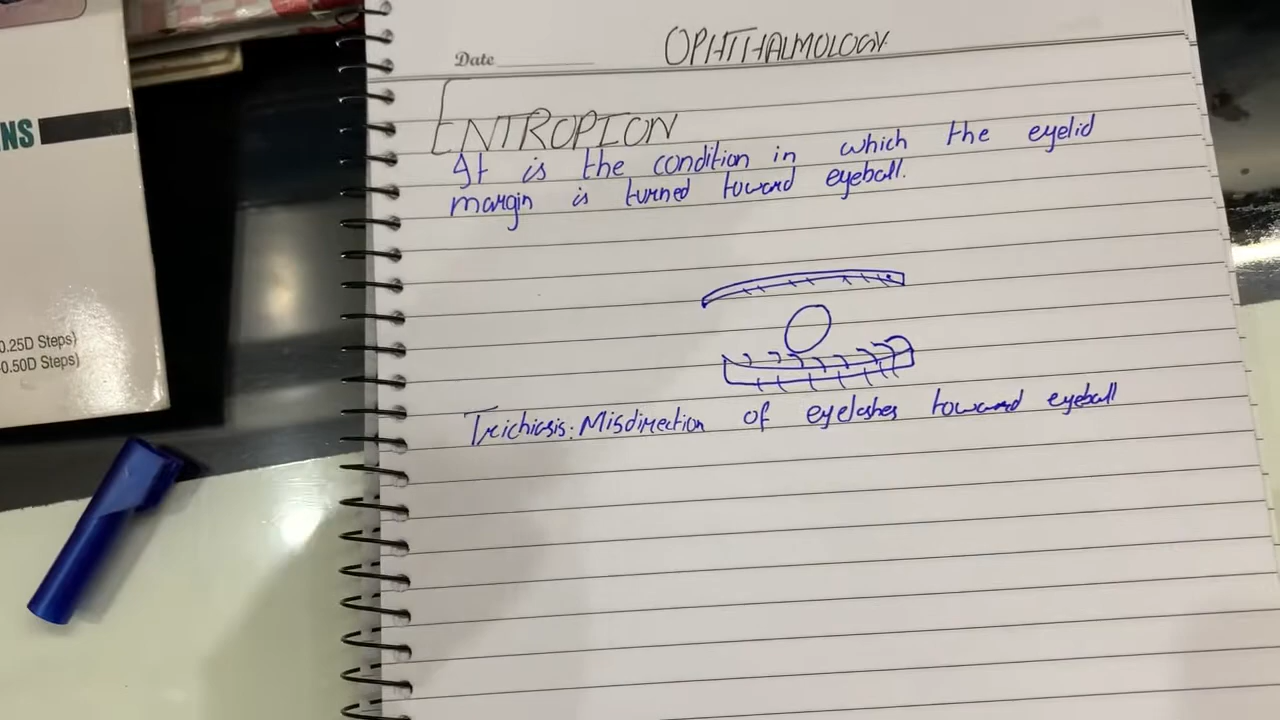 OPHTHALMOLOGY
Date
ENTROPION
It is the condition in which the eyelid
margin is turned toward eyeball.
Trichiasis: Misdirection of eyelashes toward eyeball
NS
0.25D Steps)
0.50D Steps)